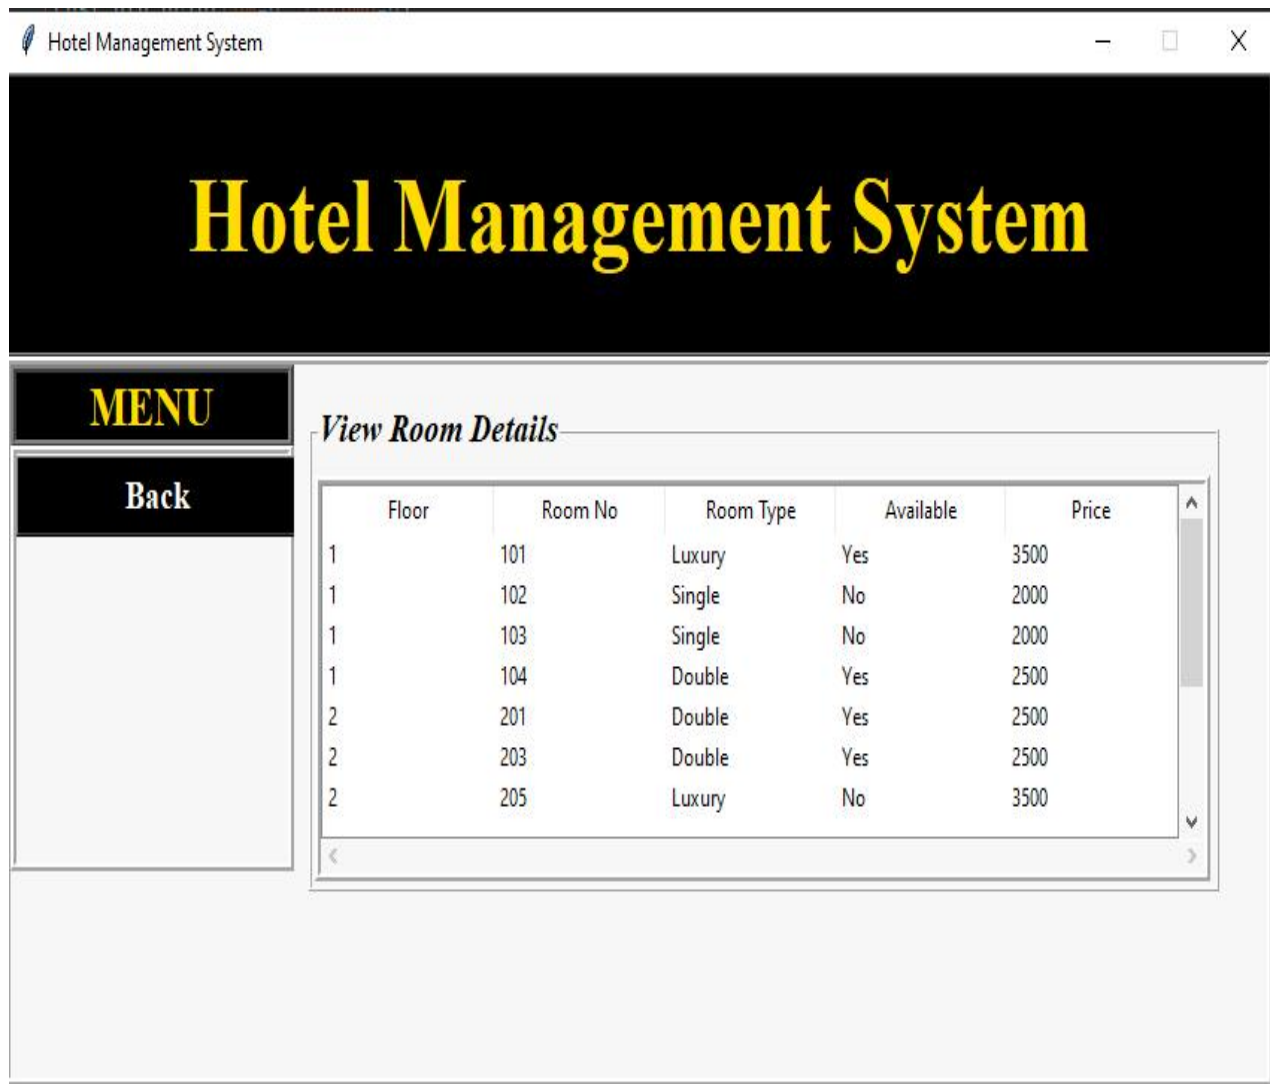 Hotel Management System
Hotel Management System
MENU
Back
View Room Details
Floor Room No Room Type Available Price
1 101 Luxury Yes 3500
1 102 Single No 2000
1 103 Single No 2000
1 104 Double Yes 2500
2 201 Double Yes 2500
2 203 Double Yes 2500
2 205 Luxury No 3500